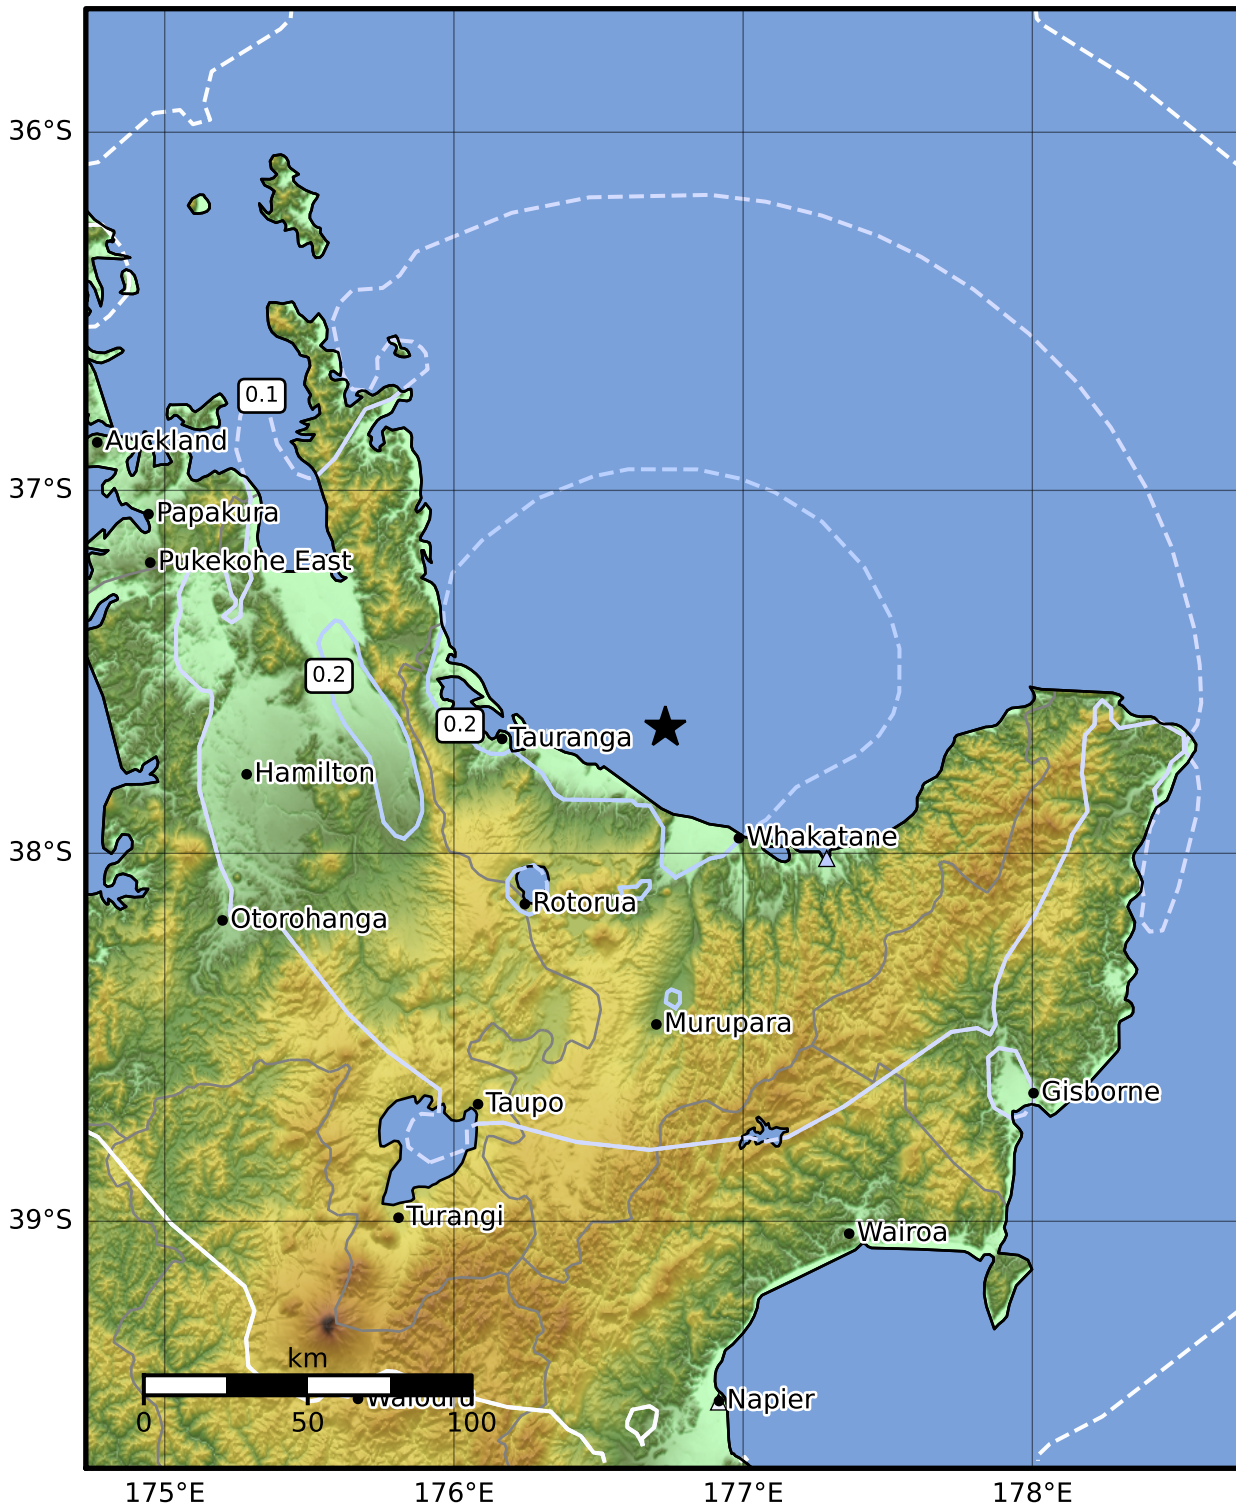 36°S
0.1
Auckland
37°S
Papakura
Pukekohe East
0.2
0.2
Tauranga
Hamilton
Whakatane
38°S
Rotorua
Otorohanga
Murupara
Gisborne
Taupo
Turangi
39°S
Wairoa
km
Waiouru
Napier
0 50 100
175°E 176°E 177°E 178°E